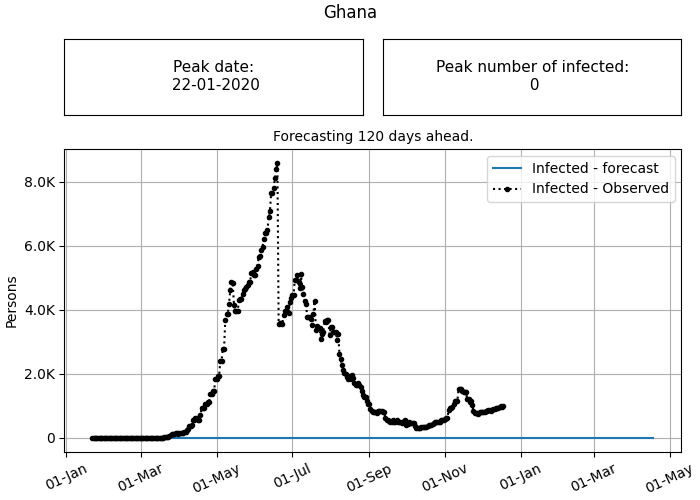 Ghana
Peak date:
22-01-2020
Peak number of infected:
0
Forecasting 120 days ahead.
Infected - forecast
Infected - Observed
Persons
8.0K
6.0K
4.0K
2.0K
0
01-Jan
01-Mar
01-May
01-Jul
01-Sep
01-Nov
01-Jan
01-Mar
01-May